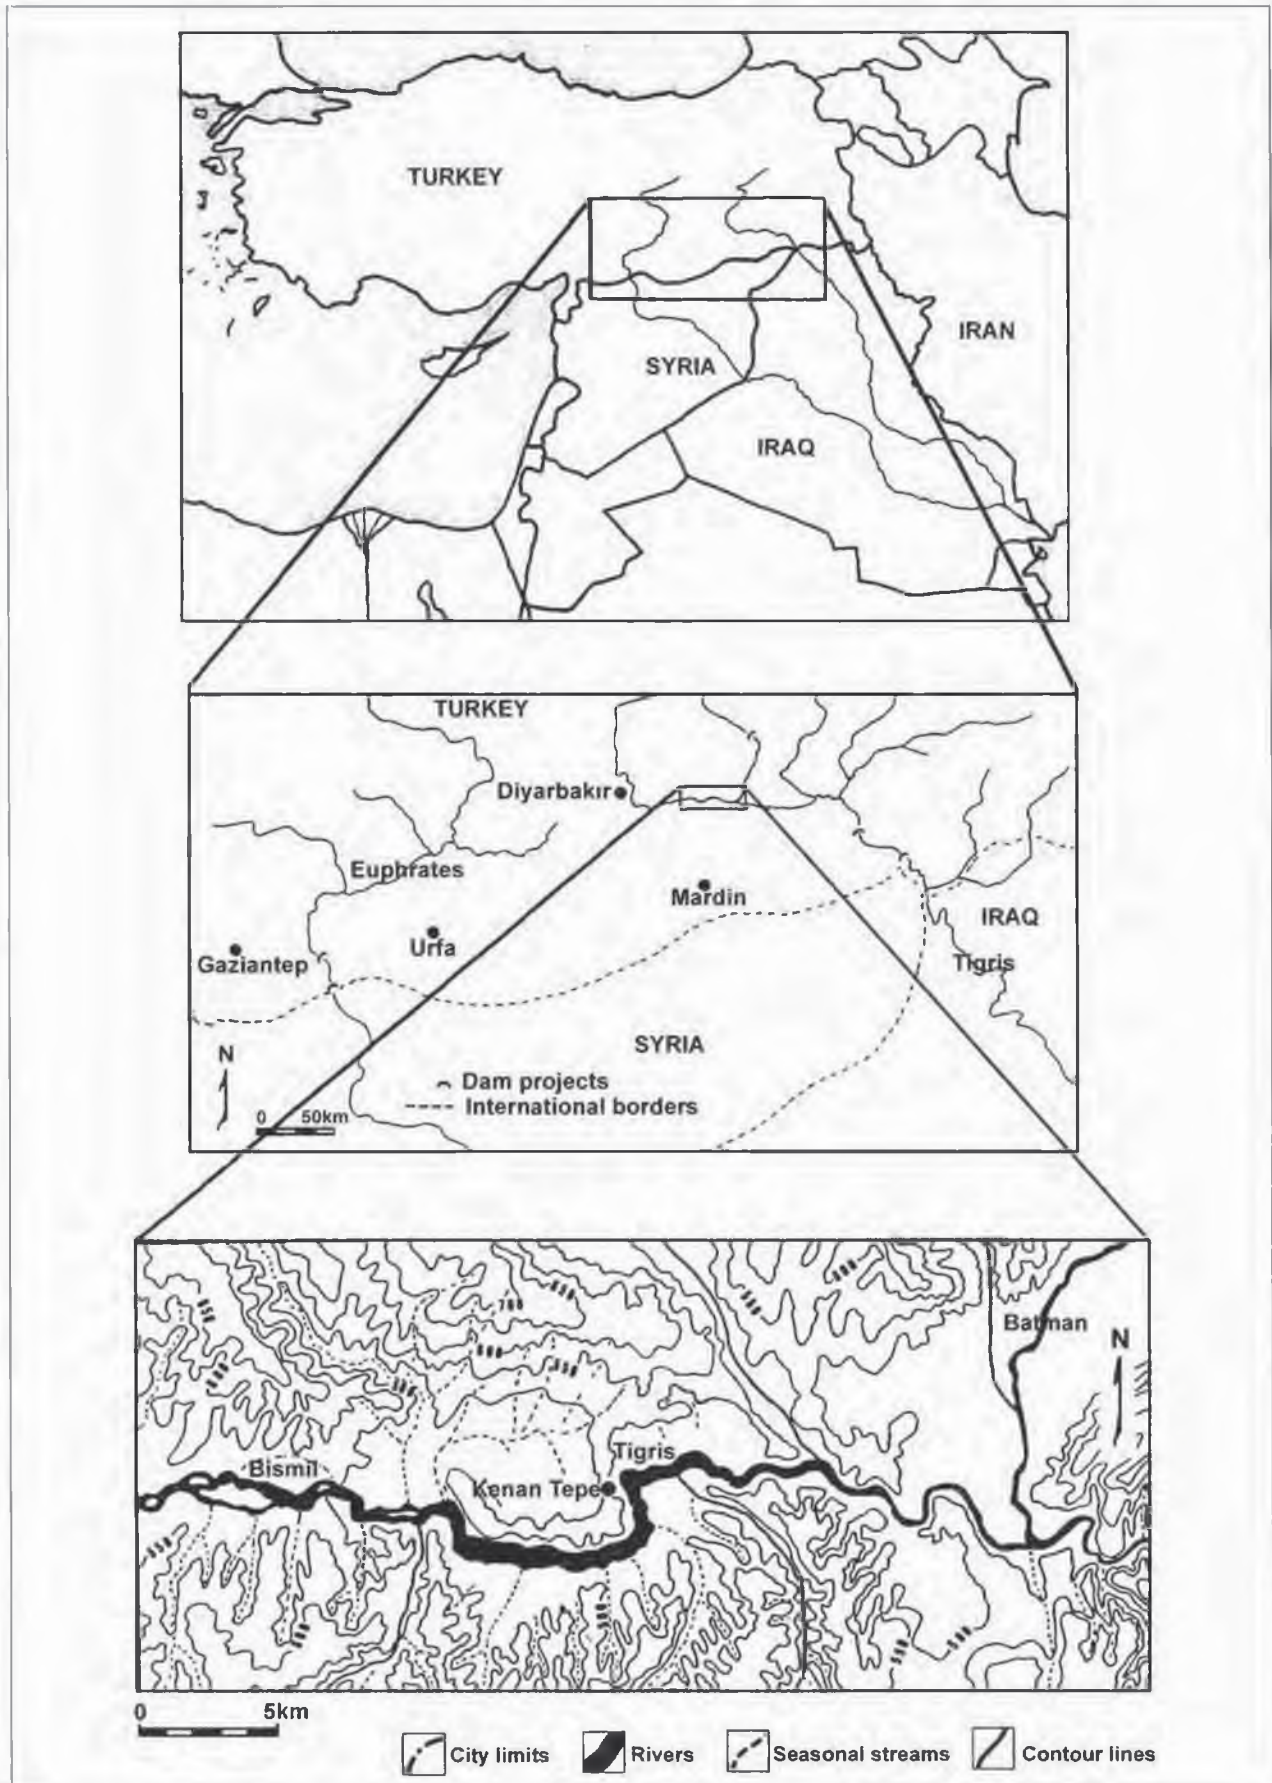 TURKEY
IRAN
SYRIA
IRAQ
TURKEY
Diyarbakır
Euphrates
Mardin
IRAQ
Urfa
Gaziantep
Tigris
SYRIA
N
Dam projects
0 50km
International borders
Batman
N
700
Tigris
Bismil
Kenan Tepe
0 5km
City limits
Rivers
Seasonal streams
Contour lines